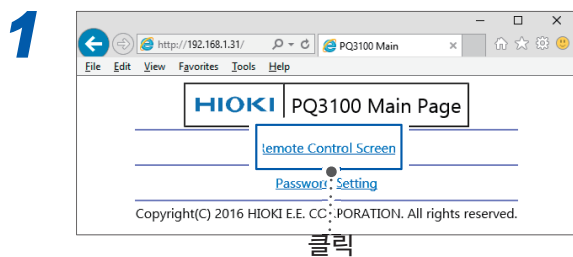 1
http://192.168.1.31/ PQ3100 Main
File Edit View Favorites Tools Help
HIOKI PQ3100 Main Page
Remote Control Screen
Password Setting
Copyright(C) 2016 HIOKI E.E. CORPORATION. All rights reserved.
클릭